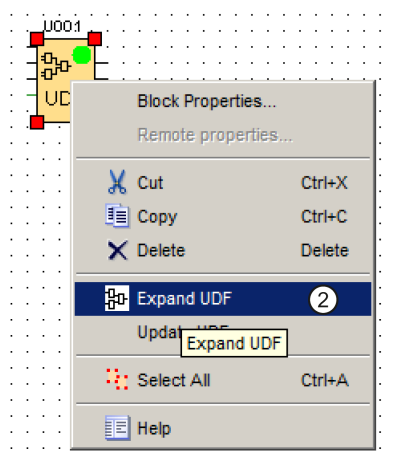 U001
UD
Block Properties...
Remote properties...
Cut Ctrl+X
Copy Ctrl+C
Delete Delete
Expand UDF 2
Expand UDF
Select All Ctrl+A
Help